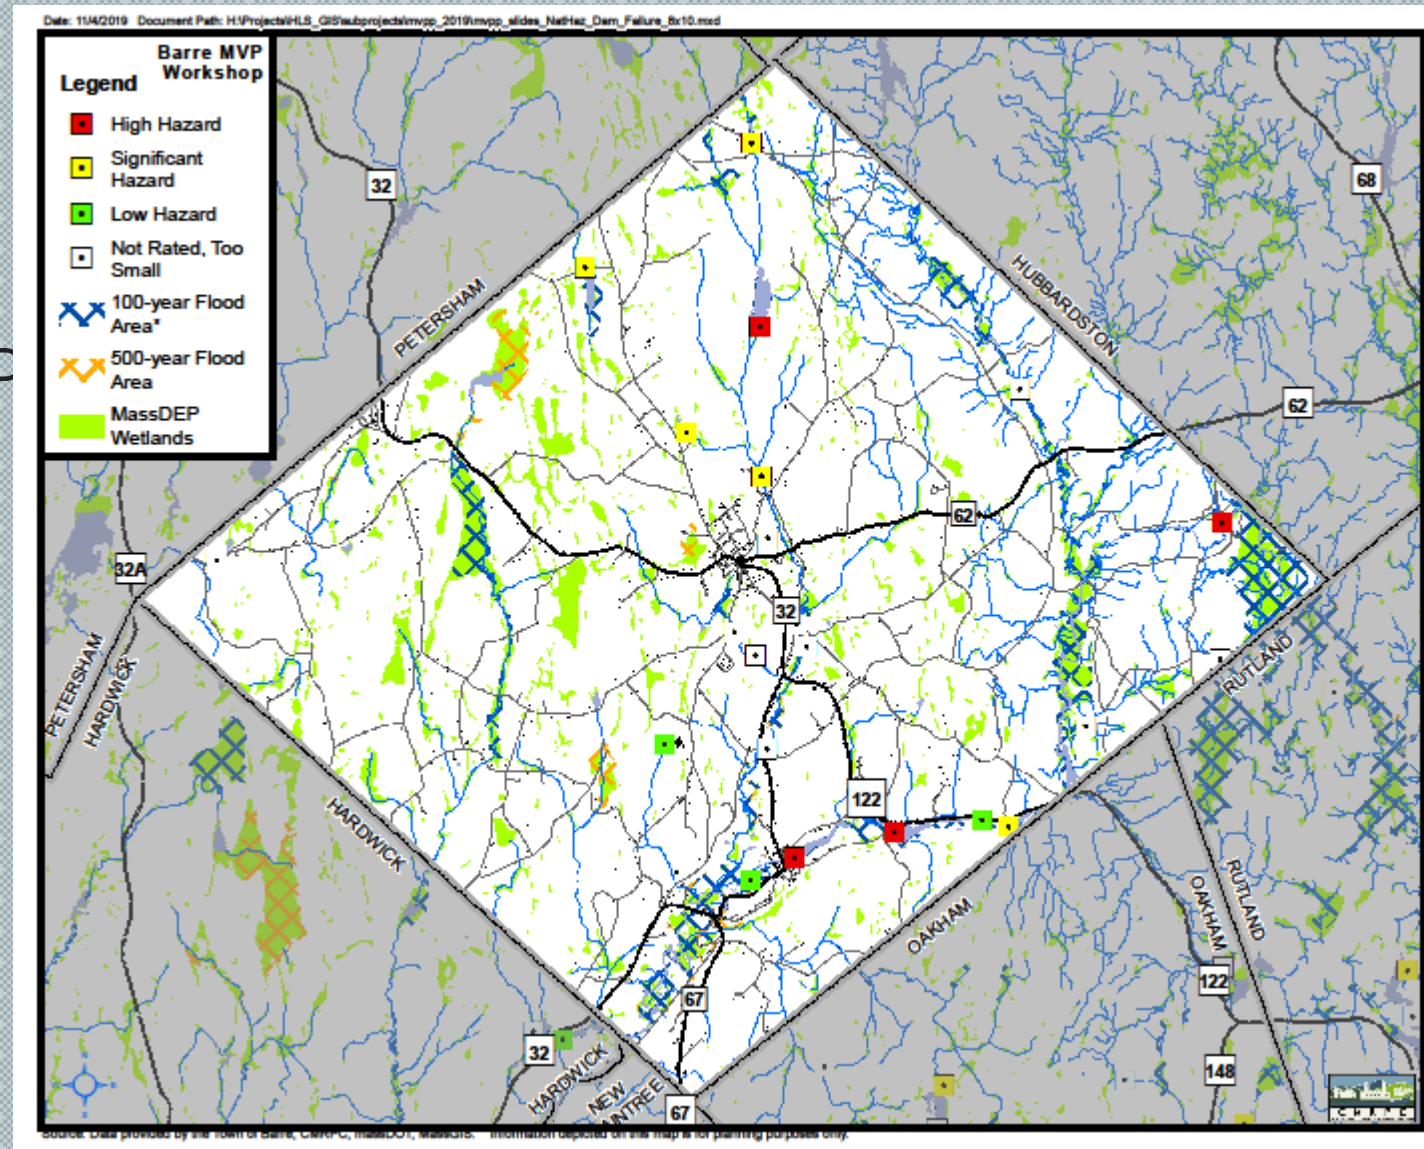 Date: 11/4/2019 Document Path: H:\Projects\HLS_GIS\subprojects\mvpp_2019\mvpp_slides_NatHaz_Dam_Failure_8x10.mxd
Barre MVP
Workshop
Legend
High Hazard
Significant
Hazard
Low Hazard
Not Rated, Too
Small
100-year Flood
Area*
500-year Flood
Area
MassDEP
Wetlands
32
68
PETERSHAM
HUBBARDSTON
62
62
32A
32
PETERSHAM
HARDWICK
RUTLAND
HARDWICK
122
OAKHAM
OAKHAM
RUTLAND
122
67
32
HARDWICK
NEW
AINTREE
67
148
Source: Data provided by the Town of Barre, CMRPC, MassDOT, MassGIS. Information depicted on this map is for planning purposes only.